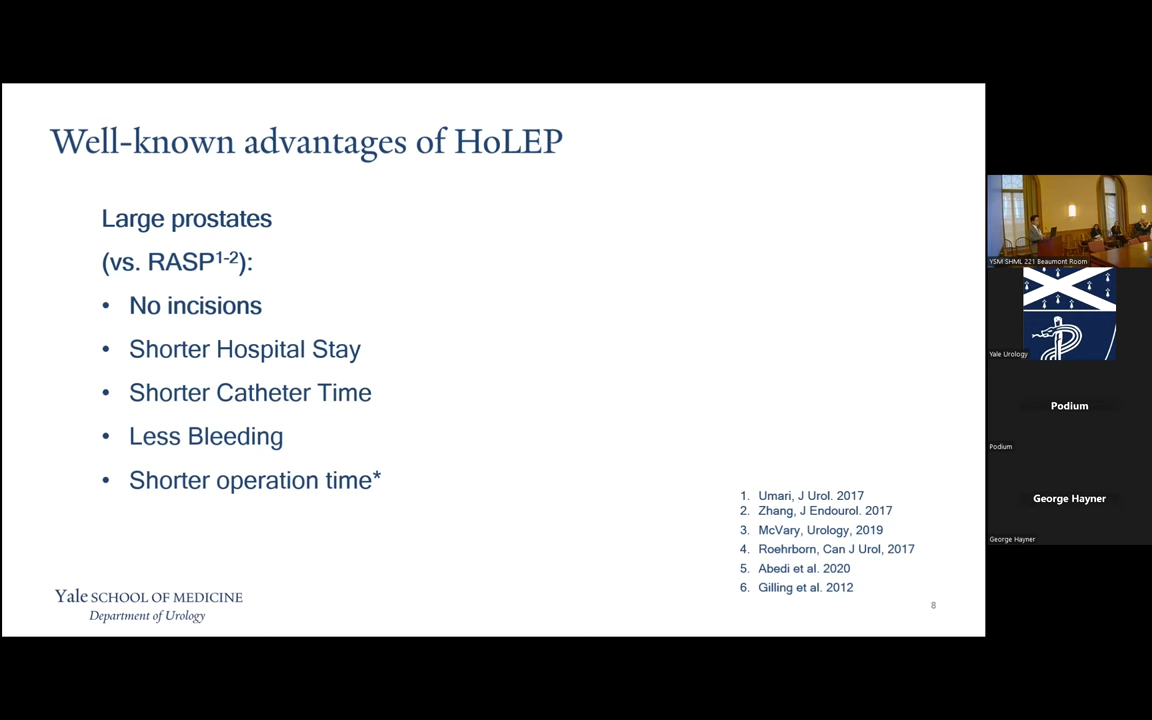 Well-known advantages of HoLEP
Large prostates
(vs. RASP1-2):
• No incisions
• Shorter Hospital Stay
• Shorter Catheter Time
• Less Bleeding
• Shorter operation time*
1. Umari, J Urol. 2017
2. Zhang, J Endourol. 2017
3. McVary, Urology, 2019
4. Roehrborn, Can J Urol, 2017
5. Abedi et al. 2020
6. Gilling et al. 2012
8
Yale SCHOOL OF MEDICINE
Department of Urology
YSM SHML 221 Beaumont Room
Yale Urology
Podium
Podium
George Hayner
George Hayner